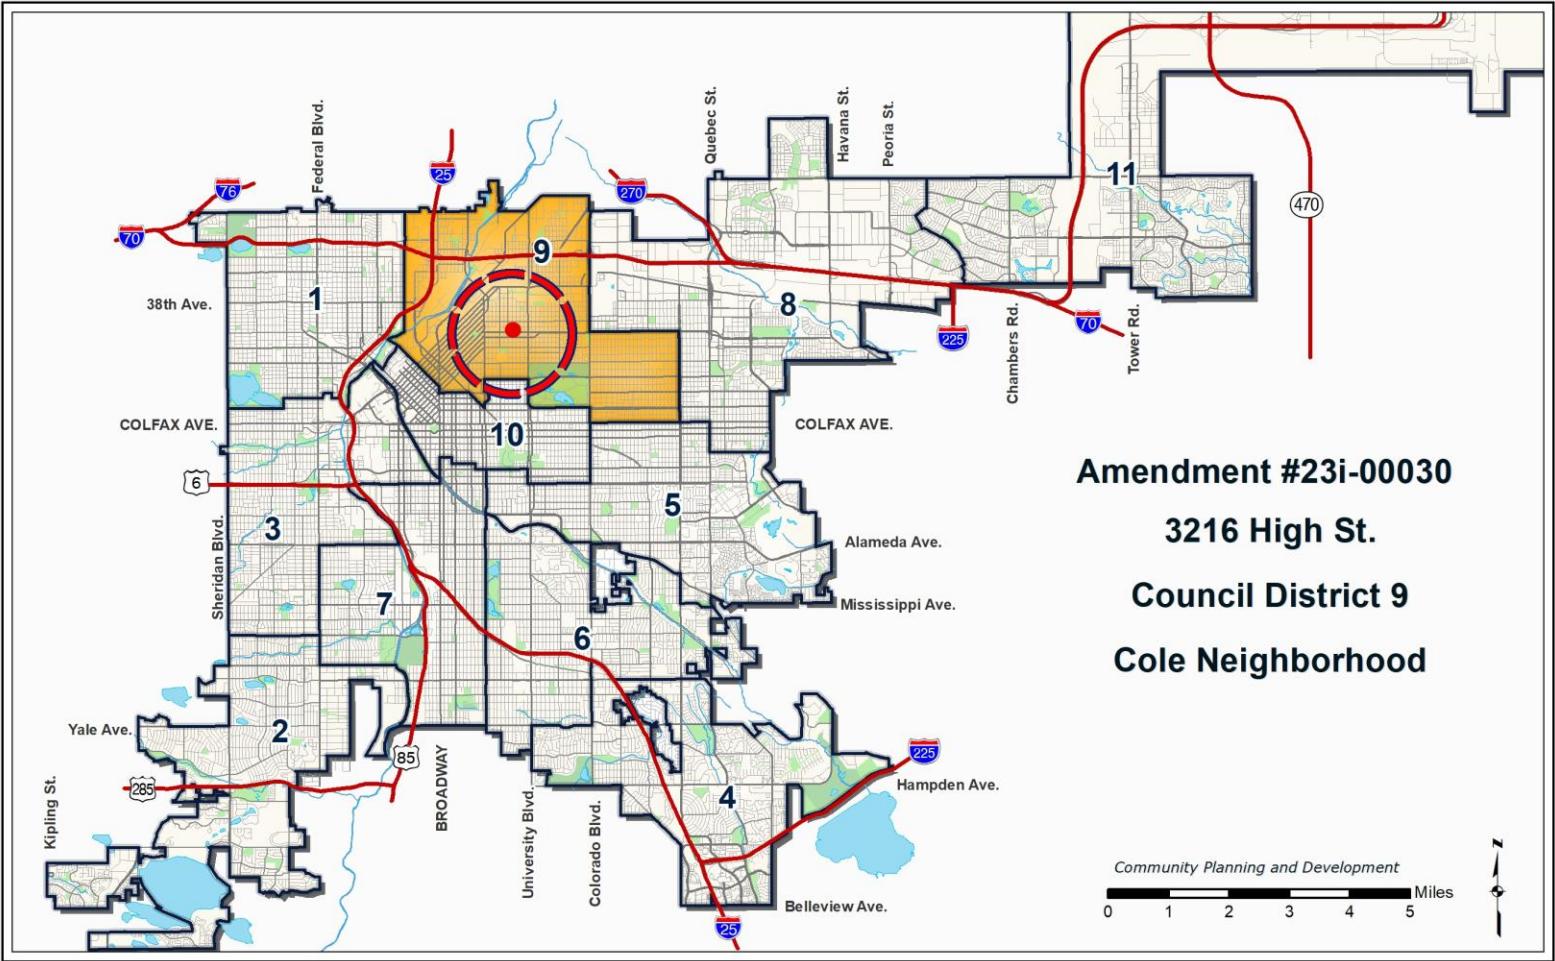 Federal Blvd.
Quebec St.
Havana St.
Peoria St.
76
25
270
70
11
470
9
1
38th Ave.
8
225
Chambers Rd.
70
Tower Rd.
COLFAX AVE.
COLFAX AVE.
10
6
Sheridan Blvd.
3
5
Alameda Ave.
7
Mississippi Ave.
6
Amendment #23i-00030
3216 High St.
Council District 9
Cole Neighborhood
Yale Ave.
2
85
BROADWAY
225
285
Hampden Ave.
Kipling St.
University Blvd.
Colorado Blvd.
4
Belleview Ave.
25
Community Planning and Development
Miles
0 1 2 3 4 5
N